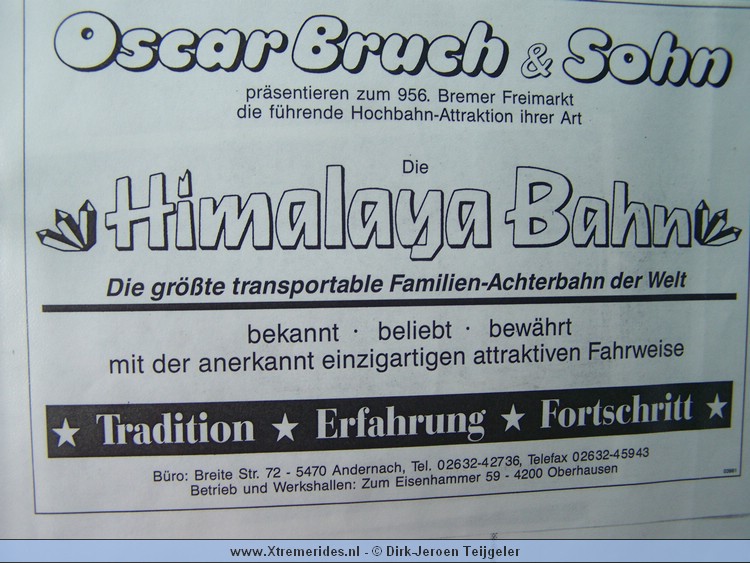 Oscar Bruch & Sohn
präsentieren zum 956. Bremer Freimarkt
die führende Hochbahn-Attraktion ihrer Art
Die
Himalaya Bahn
Die größte transportable Familien-Achterbahn der Welt
bekannt · beliebt · bewährt
mit der anerkannt einzigartigen attraktiven Fahrweise
★ Tradition ★ Erfahrung ★ Fortschritt ★
Büro: Breite Str. 72 - 5470 Andernach, Tel. 02632-42736, Telefax 02632-45943
Betrieb und Werkshallen: Zum Eisenhammer 59 - 4200 Oberhausen
www.Xtremerides.nl - © Dirk-Jeroen Teijgeler